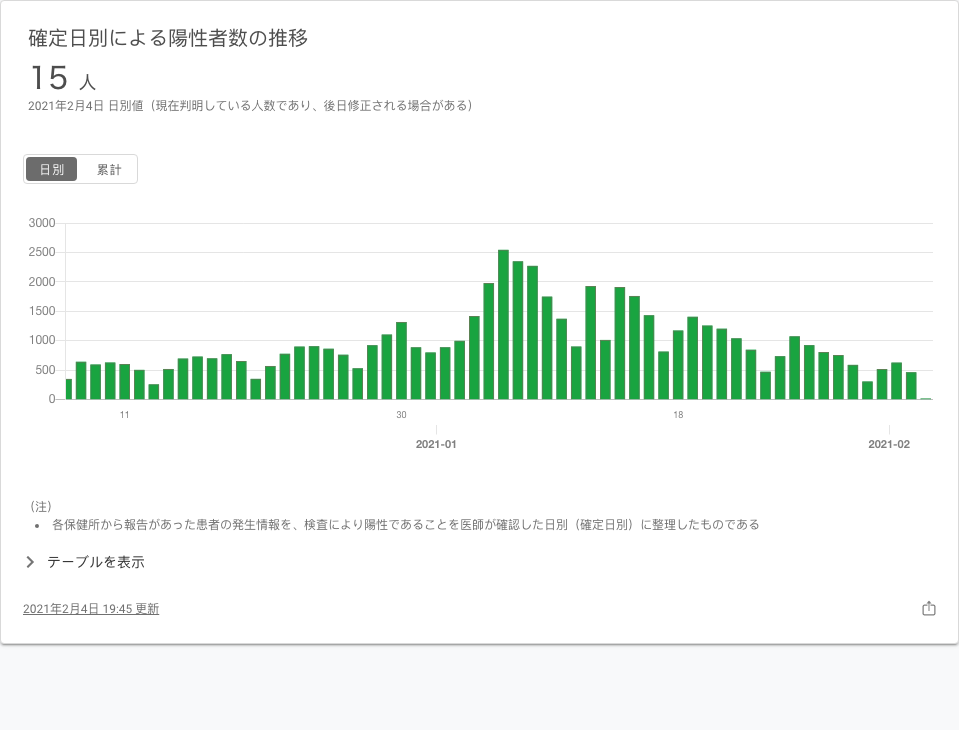 確定日別による陽性者数の推移
15 人
2021年2月4日 日別値（現在判明している人数であり、後日修正される場合がある）
日別 累計
3000
2500
2000
1500
1000
500
0
11 30 18
2021-01 2021-02
（注）
• 各保健所から報告があった患者の発生情報を、検査により陽性であることを医師が確認した日別（確定日別）に整理したものである
テーブルを表示
2021年2月4日 19:45 更新